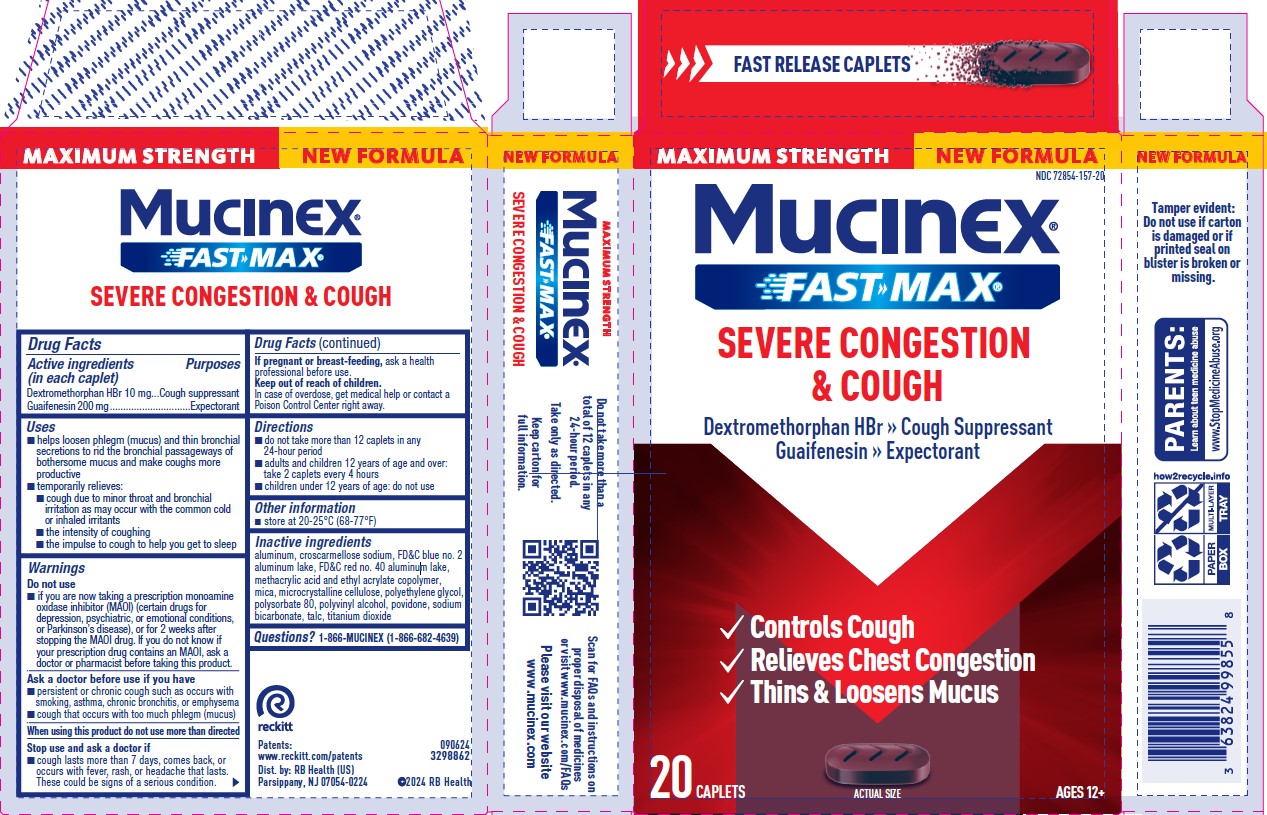 FAST RELEASE CAPLETS
MAXIMUM STRENGTH
NEW FORMULA
Mucinex®
FAST»MAX®
SEVERE CONGESTION & COUGH
Drug Facts
Active ingredients Purposes
(in each caplet)
Dextromethorphan HBr 10 mg...Cough suppressant
Guaifenesin 200 mg..............................Expectorant
Uses
■ helps loosen phlegm (mucus) and thin bronchial
secretions to rid the bronchial passageways of
bothersome mucus and make coughs more
productive
■ temporarily relieves:
■ cough due to minor throat and bronchial
irritation as may occur with the common cold
or inhaled irritants
■ the intensity of coughing
■ the impulse to cough to help you get to sleep
Warnings
Do not use
■ if you are now taking a prescription monoamine
oxidase inhibitor (MAOI) (certain drugs for
depression, psychiatric, or emotional conditions,
or Parkinson's disease), or for 2 weeks after
stopping the MAOI drug. If you do not know if
your prescription drug contains an MAOI, ask a
doctor or pharmacist before taking this product.
Ask a doctor before use if you have
■ persistent or chronic cough such as occurs with
smoking, asthma, chronic bronchitis, or emphysema
■ cough that occurs with too much phlegm (mucus)
When using this product do not use more than directed
Stop use and ask a doctor if
■ cough lasts more than 7 days, comes back, or
occurs with fever, rash, or headache that lasts.
These could be signs of a serious condition.
Drug Facts (continued)
If pregnant or breast-feeding, ask a health
professional before use.
Keep out of reach of children.
In case of overdose, get medical help or contact a
Poison Control Center right away.
Directions
■ do not take more than 12 caplets in any
24-hour period
■ adults and children 12 years of age and over:
take 2 caplets every 4 hours
■ children under 12 years of age: do not use
Other information
■ store at 20-25°C (68-77°F)
Inactive ingredients
aluminum, croscarmellose sodium, FD&C blue no. 2
aluminum lake, FD&C red no. 40 aluminum lake,
methacrylic acid and ethyl acrylate copolymer,
mica, microcrystalline cellulose, polyethylene glycol,
polysorbate 80, polyvinyl alcohol, povidone, sodium
bicarbonate, talc, titanium dioxide
Questions? 1-866-MUCINEX (1-866-682-4639)
reckitt
Patents: 090624
www.reckitt.com/patents 3298862
Dist. by: RB Health (US)
Parsippany, NJ 07054-0224 ©2024 RB Health
NEW FORMULA
MAXIMUM STRENGTH
Mucinex®
FAST»MAX®
SEVERE CONGESTION & COUGH
Do not take more than a
total of 12 caplets in any
24-hour period.
Take only as directed.
Keep carton for
full information.
Scan for FAQs and instructions on
proper disposal of medicines
or visit www.mucinex.com/FAQs
Please visit our website
www.mucinex.com
MAXIMUM STRENGTH
NEW FORMULA
NDC 72854-157-20
Mucinex®
FAST»MAX®
SEVERE CONGESTION
& COUGH
Dextromethorphan HBr » Cough Suppressant
Guaifenesin » Expectorant
✓ Controls Cough
✓ Relieves Chest Congestion
✓ Thins & Loosens Mucus
20 CAPLETS
ACTUAL SIZE
AGES 12+
NEW FORMULA
Tamper evident:
Do not use if carton
is damaged or if
printed seal on
blister is broken or
missing.
PARENTS:
Learn about teen medicine abuse
www.StopMedicineAbuse.org
how2recycle.info
MULTI-LAYER
TRAY
PAPER
BOX
3 63824 99855 8